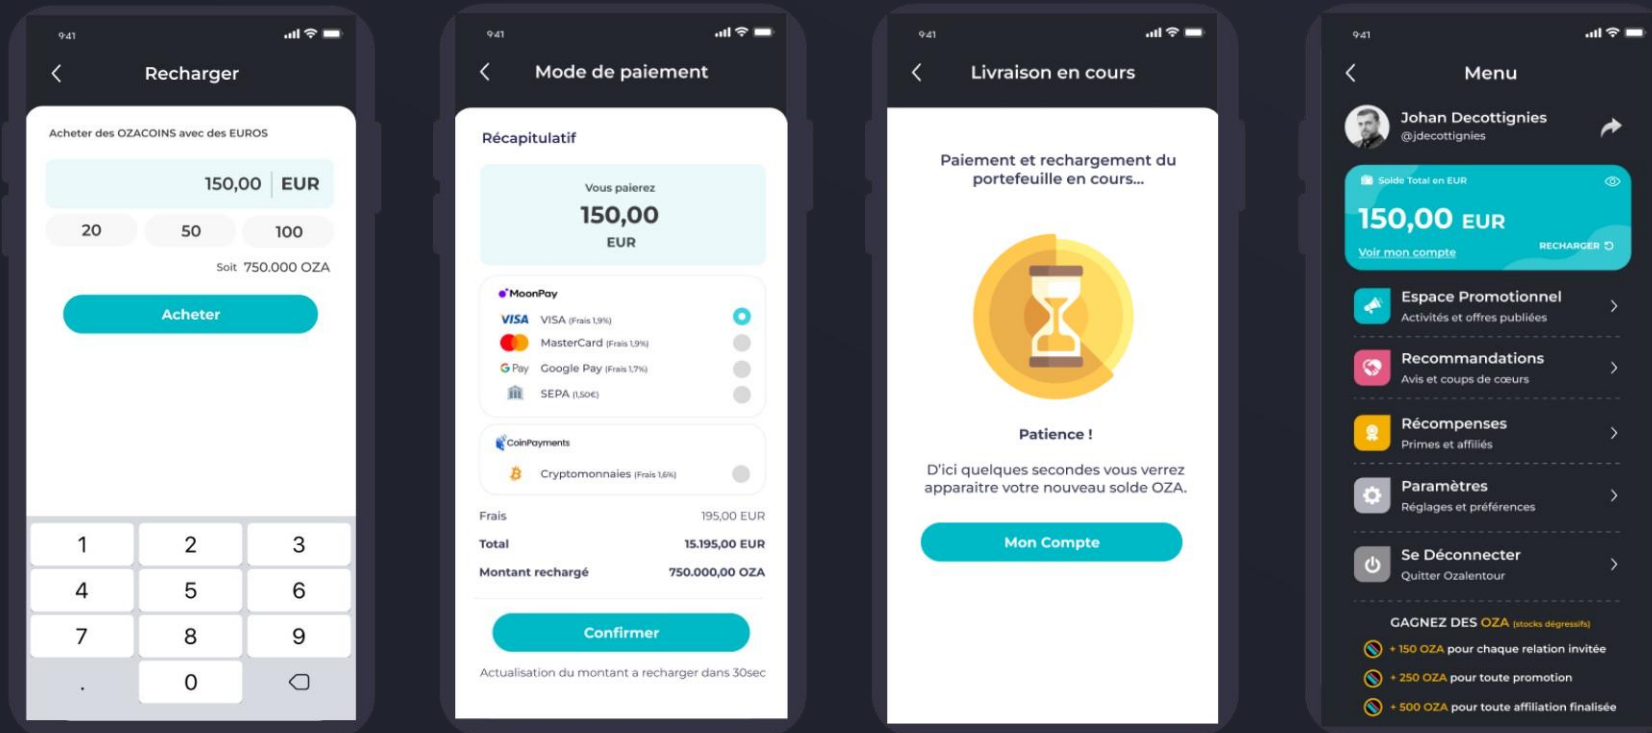 9:41
Recharger
Acheter des OZACOINS avec des EUROS
150,00 EUR
20 50 100
Soit 750.000 OZA
Acheter
1 2 3
4 5 6
7 8 9
. 0
9:41
Mode de paiement
Récapitulatif
Vous paierez
150,00
EUR
MoonPay
VISA VISA (Frais 1,9%)
MasterCard (Frais 1,9%)
G Pay Google Pay (Frais 1,7%)
SEPA (1,50€)
CoinPayments
Cryptomonnaies (Frais 1,6%)
Frais 195,00 EUR
Total 15.195,00 EUR
Montant rechargé 750.000,00 OZA
Confirmer
Actualisation du montant a recharger dans 30sec
9:41
Livraison en cours
Paiement et rechargement du
portefeuille en cours...
Patience !
D'ici quelques secondes vous verrez
apparaitre votre nouveau solde OZA.
Mon Compte
9:41
Menu
Johan Decottignies
@jdecottignies
Solde Total en EUR
150,00 EUR
Voir mon compte RECHARGER
Espace Promotionnel
Activités et offres publiées
Recommandations
Avis et coups de cœurs
Récompenses
Primes et affiliés
Paramètres
Réglages et préférences
Se Déconnecter
Quitter Ozalentour
GAGNEZ DES OZA (stocks dégressifs)
+ 150 OZA pour chaque relation invitée
+ 250 OZA pour toute promotion
+ 500 OZA pour toute affiliation finalisée